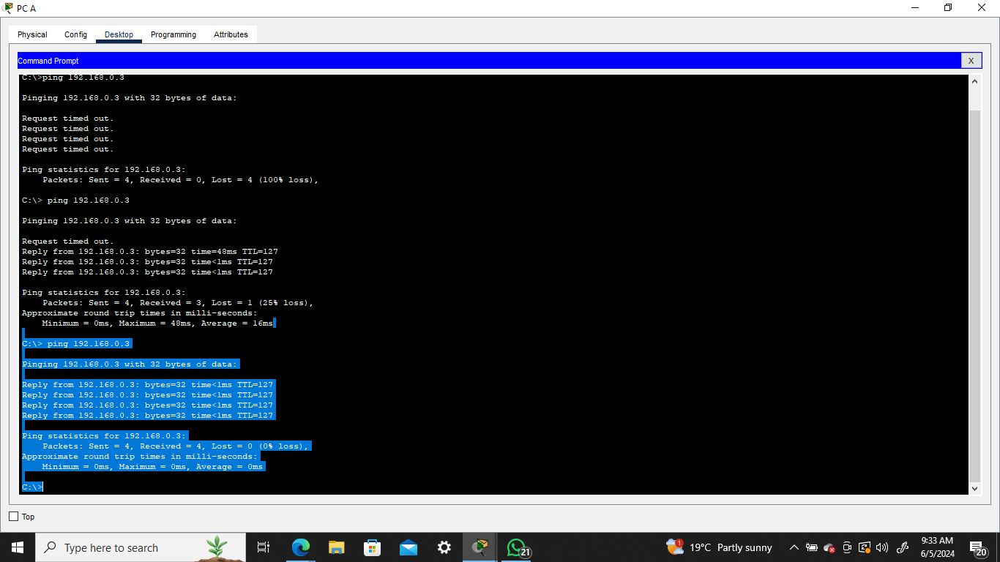 PC A
Physical Config Desktop Programming Attributes
Command Prompt
X
C:\>ping 192.168.0.3
Pinging 192.168.0.3 with 32 bytes of data:
Request timed out.
Request timed out.
Request timed out.
Request timed out.
Ping statistics for 192.168.0.3:
Packets: Sent = 4, Received = 0, Lost = 4 (100% loss),
C:\> ping 192.168.0.3
Pinging 192.168.0.3 with 32 bytes of data:
Request timed out.
Reply from 192.168.0.3: bytes=32 time=48ms TTL=127
Reply from 192.168.0.3: bytes=32 time<1ms TTL=127
Reply from 192.168.0.3: bytes=32 time<1ms TTL=127
Ping statistics for 192.168.0.3:
Packets: Sent = 4, Received = 3, Lost = 1 (25% loss),
Approximate round trip times in milli-seconds:
Minimum = 0ms, Maximum = 48ms, Average = 16ms
C:\> ping 192.168.0.3
Pinging 192.168.0.3 with 32 bytes of data:
Reply from 192.168.0.3: bytes=32 time<1ms TTL=127
Reply from 192.168.0.3: bytes=32 time<1ms TTL=127
Reply from 192.168.0.3: bytes=32 time<1ms TTL=127
Reply from 192.168.0.3: bytes=32 time<1ms TTL=127
Ping statistics for 192.168.0.3:
Packets: Sent = 4, Received = 4, Lost = 0 (0% loss),
Approximate round trip times in milli-seconds:
Minimum = 0ms, Maximum = 0ms, Average = 0ms
C:\>
Top
Type here to search
21
1
19°C Partly sunny
9:33 AM
6/5/2024
20